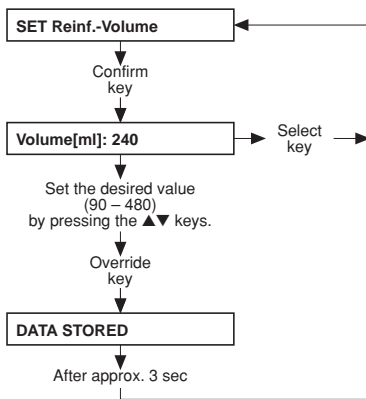 SET Reinf.-Volume
Confirm
key
Volume[ml]: 240
Select
key
Set the desired value
(90 – 480)
by pressing the ▲▼ keys.
Override
key
DATA STORED
After approx. 3 sec